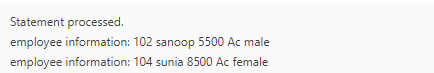 Statement processed.
employee information: 102 sanoop 5500 Ac male
employee information: 104 sunia 8500 Ac female